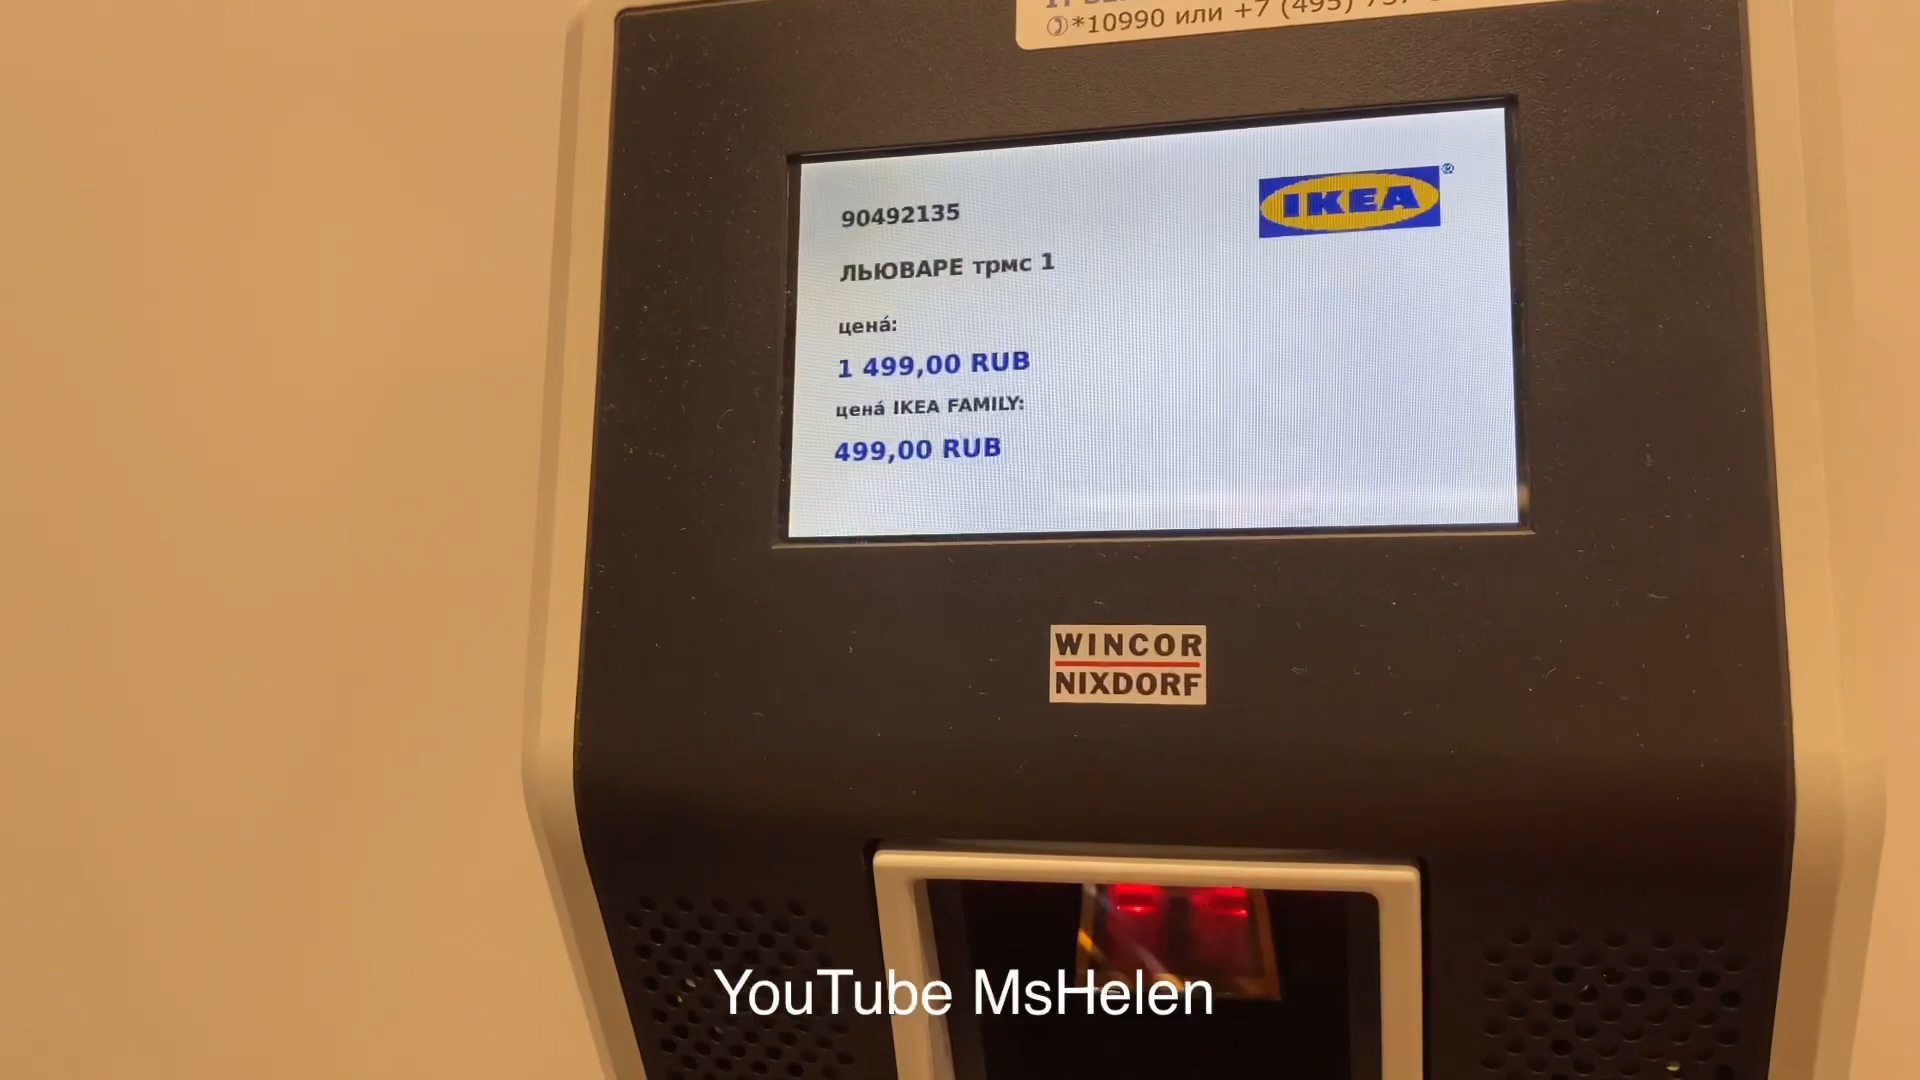 *10990 или +7 (495)
90492135
IKEA
ЛЬЮВАРЕ трмс 1
цена́:
1 499,00 RUB
цена́ IKEA FAMILY:
499,00 RUB
WINCOR
NIXDORF
YouTube MsHelen